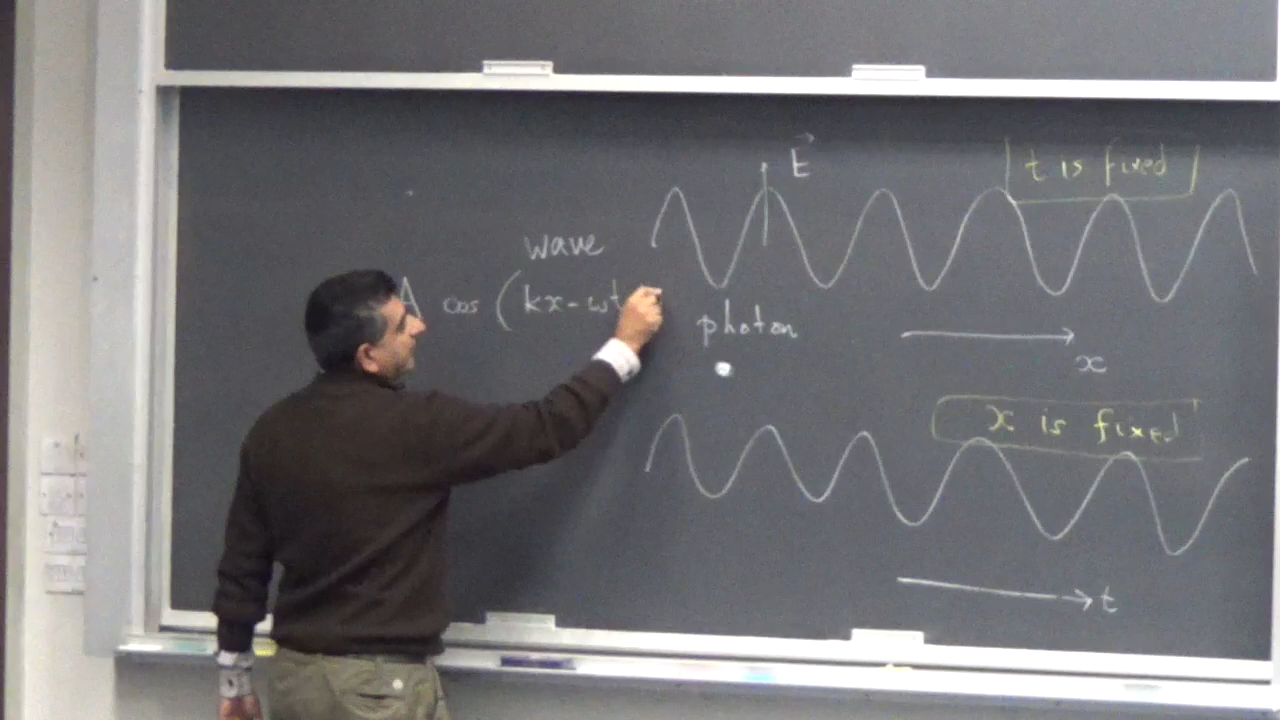 E
t is fixed
wave
A cos (kx - ωt
photon
x
x is fixed
t